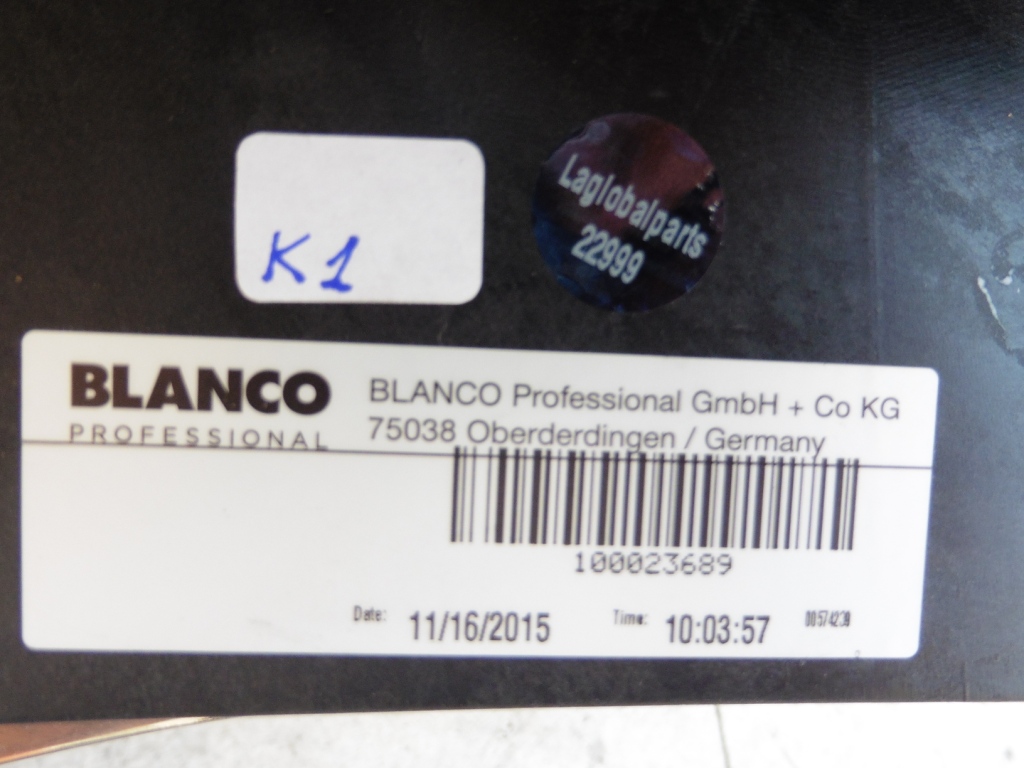 K1
Laglobalparts
22999
BLANCO
PROFESSIONAL
BLANCO Professional GmbH + Co KG
75038 Oberderdingen / Germany
100023689
Date: 11/16/2015 Time: 10:03:57